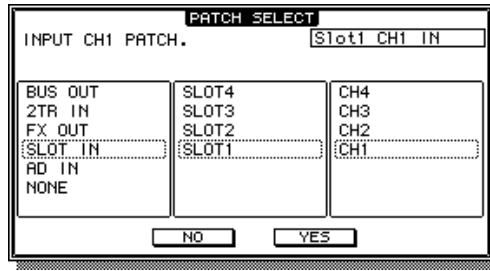 PATCH SELECT
INPUT CH1 PATCH.
Slot1 CH1 IN
BUS OUT
2TR IN
FX OUT
SLOT IN
AD IN
NONE
SLOT4
SLOT3
SLOT2
SLOT1
CH4
CH3
CH2
CH1
NO
YES